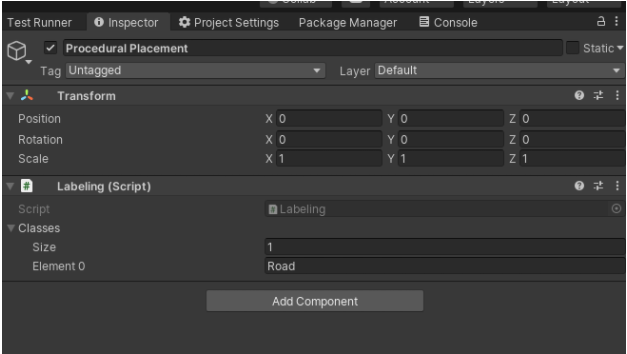 Test Runner Inspector Project Settings Package Manager Console
Procedural Placement Static
Tag Untagged Layer Default
Transform
Position X 0 Y 0 Z 0
Rotation X 0 Y 0 Z 0
Scale X 1 Y 1 Z 1
# Labeling (Script)
Script # Labeling
Classes
Size 1
Element 0 Road
Add Component